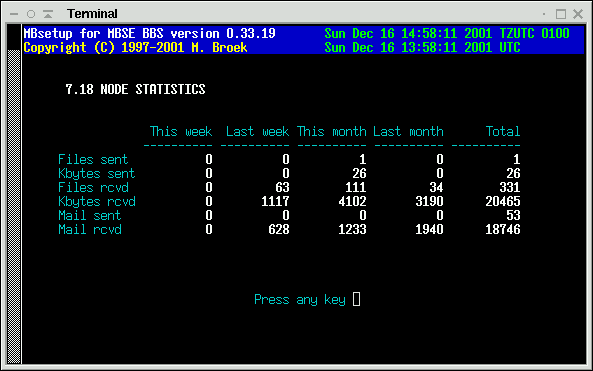 Terminal
MBsetup for MBSE BBS version 0.33.19 Sun Dec 16 14:58:11 2001 TZUTC 0100
Copyright (C) 1997-2001 M. Broek Sun Dec 16 13:58:11 2001 UTC
7.18 NODE STATISTICS
This week Last week This month Last month Total
--------- --------- ---------- ---------- ----------
Files sent 0 0 1 0 1
Kbytes sent 0 0 26 0 26
Files rcvd 0 63 111 34 331
Kbytes rcvd 0 1117 4102 3190 20465
Mail sent 0 0 0 0 53
Mail rcvd 0 628 1233 1940 18746
Press any key